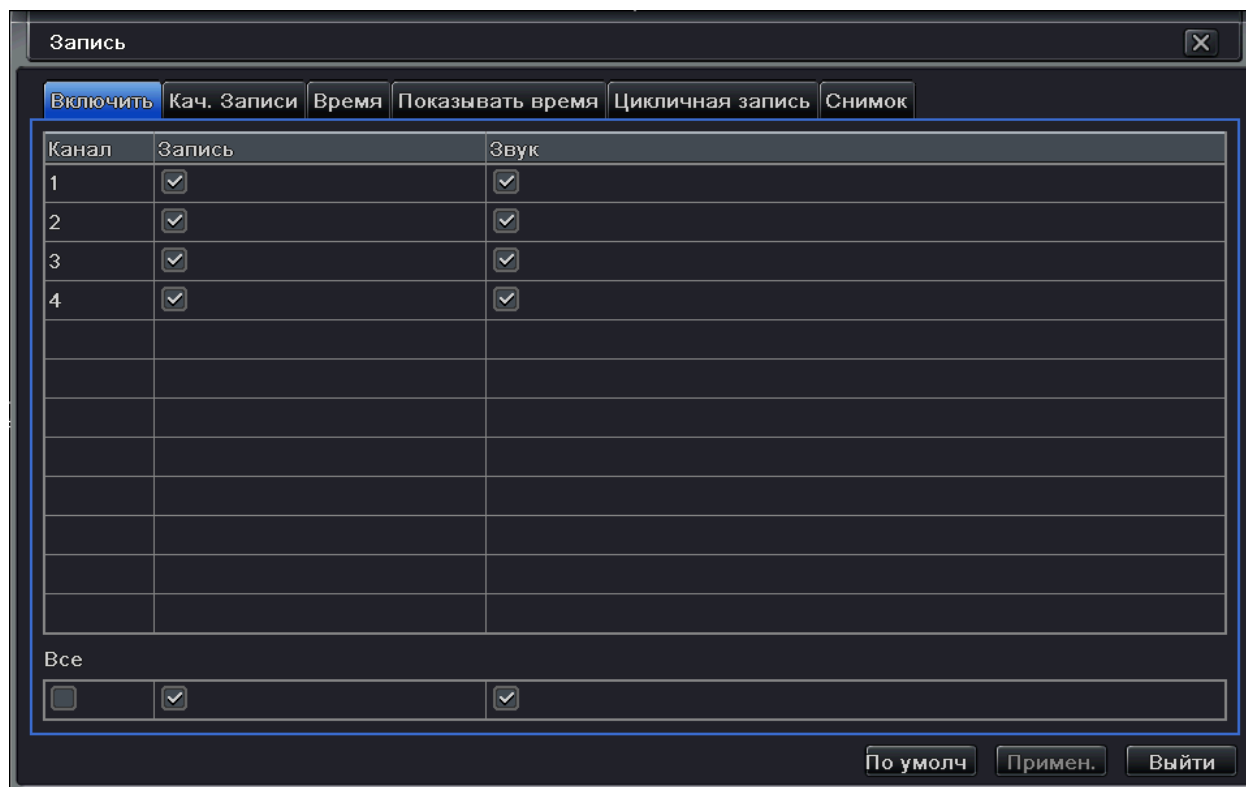 Запись
Включить Кач. Записи Время Показывать время Цикличная запись Снимок
Канал Запись Звук
1
2
3
4
Все
По умолч Примен. Выйти